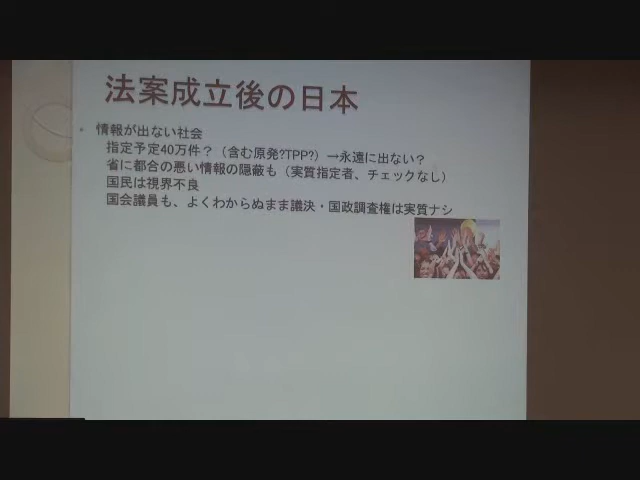 法案成立後の日本
情報が出ない社会
指定予定40万件？（含む原発?TPP?）→永遠に出ない？
省に都合の悪い情報の隠蔽も（実質指定者、チェックなし）
国民は視界不良
国会議員も、よくわからぬまま議決・国政調査権は実質ナシ